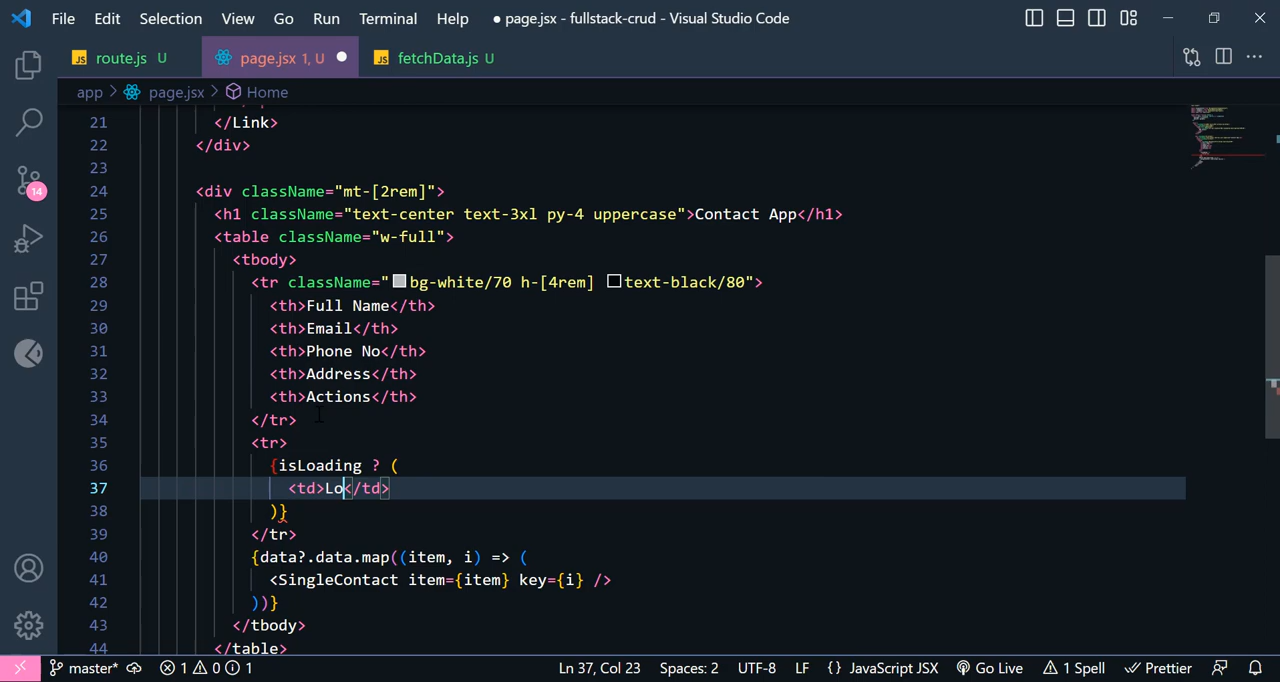 File Edit Selection View Go Run Terminal Help ● page.jsx - fullstack-crud - Visual Studio Code
JS route.js U page.jsx 1, U JS fetchData.js U
app > page.jsx > Home
21 </Link>
22 </div>
23
24 <div className="mt-[2rem]">
25 <h1 className="text-center text-3xl py-4 uppercase">Contact App</h1>
26 <table className="w-full">
27 <tbody>
28 <tr className="bg-white/70 h-[4rem] text-black/80">
29 <th>Full Name</th>
30 <th>Email</th>
31 <th>Phone No</th>
32 <th>Address</th>
33 <th>Actions</th>
34 </tr>
35 <tr>
36 {isLoading ? (
37 <td>Lo</td>
38 )}
39 </tr>
40 {data?.data.map((item, i) => (
41 <SingleContact item={item} key={i} />
42 ))}
43 </tbody>
44 </table>
14
master* 1 0 1 Ln 37, Col 23 Spaces: 2 UTF-8 LF {} JavaScript JSX Go Live 1 Spell Prettier